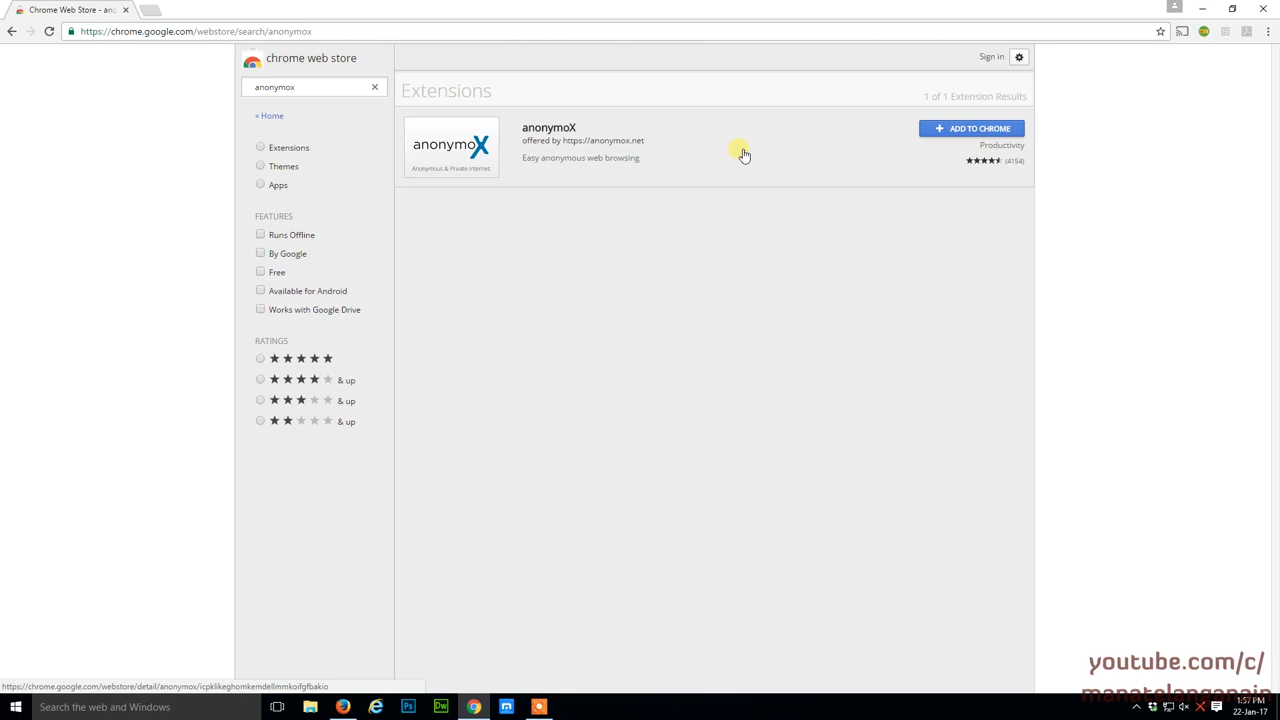 Chrome Web Store - ano
https://chrome.google.com/webstore/search/anonymox
chrome web store
Sign in
anonymox
Extensions
1 of 1 Extension Results
« Home
anonymoX
offered by https://anonymox.net
Easy anonymous web browsing
ADD TO CHROME
Productivity
(4154)
anonymoX
Anonymous & Private Internet
Extensions
Themes
Apps
FEATURES
Runs Offline
By Google
Free
Available for Android
Works with Google Drive
RATINGS
& up
& up
& up
youtube.com/c/
manatelanganain
https://chrome.google.com/webstore/detail/anonymox/icpklikeghomkemdellmmkoifgfbakio
Search the web and Windows
Ps
Dw
1:57 PM
22-Jan-17